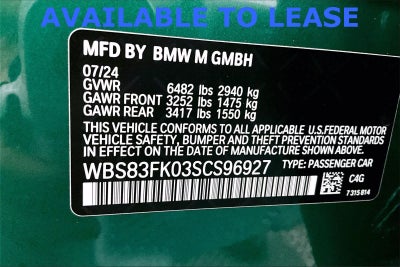 AVAILABLE TO LEASE
MFD BY BMW M GMBH
07/24
GVWR 6482 lbs 2940 kg
GAWR FRONT 3252 lbs 1475 kg
GAWR REAR 3417 lbs 1550 kg
THIS VEHICLE CONFORMS TO ALL APPLICABLE U.S.FEDERAL MOTOR
VEHICLE SAFETY, BUMPER AND THEFT PREVENTION STANDARDS
IN EFFECT ON THE DATE OF MANUFACTURE SHOWN ABOVE.
WBS83FK03SCS96927 TYPE: PASSENGER CAR
C4G
7315814